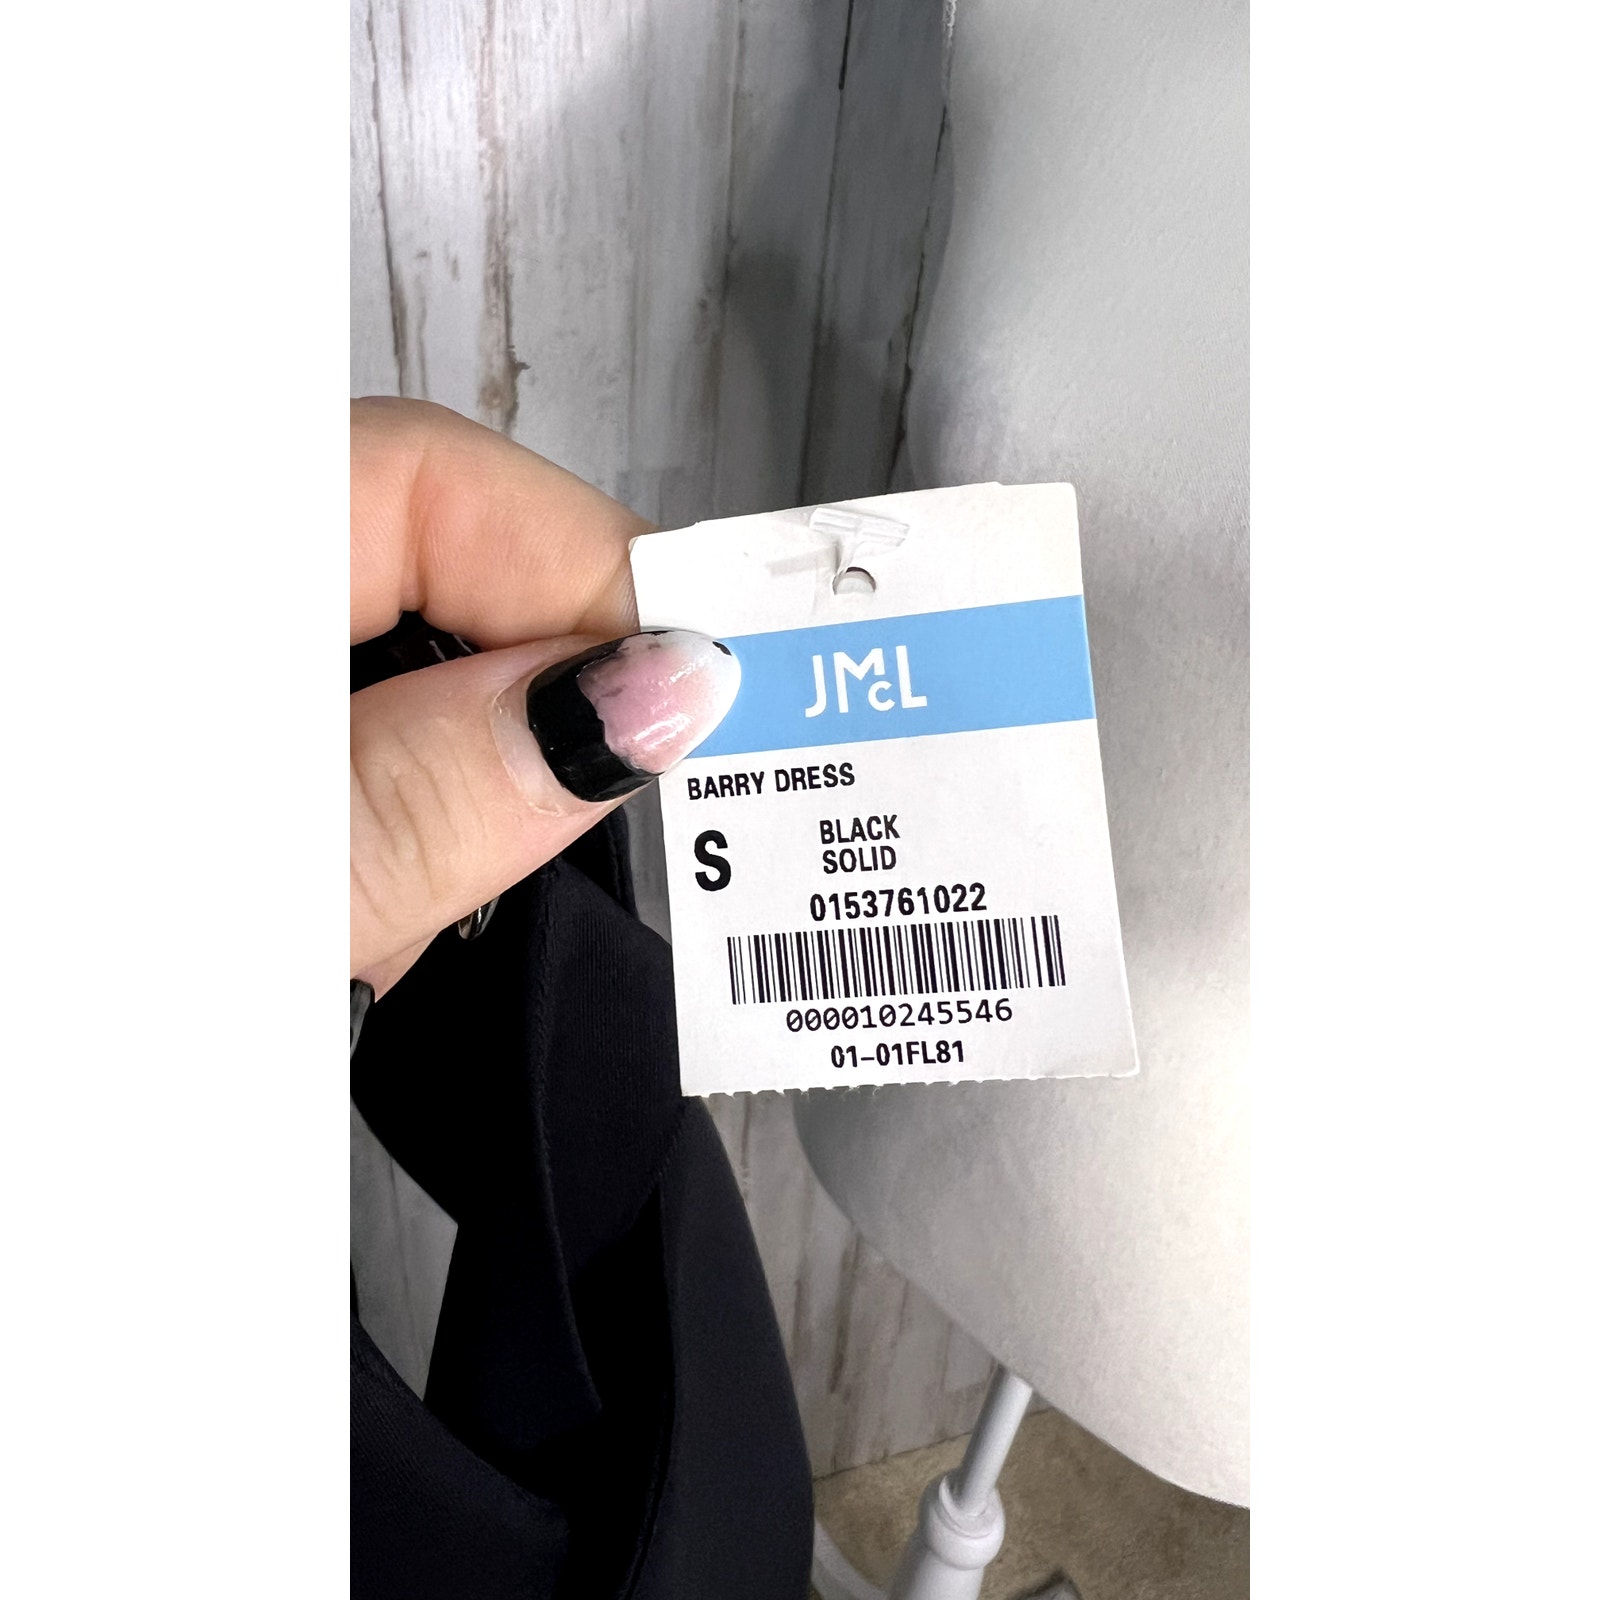 JMcL
BARRY DRESS
S
BLACK
SOLID
0153761022
000010245546
01-01FL81